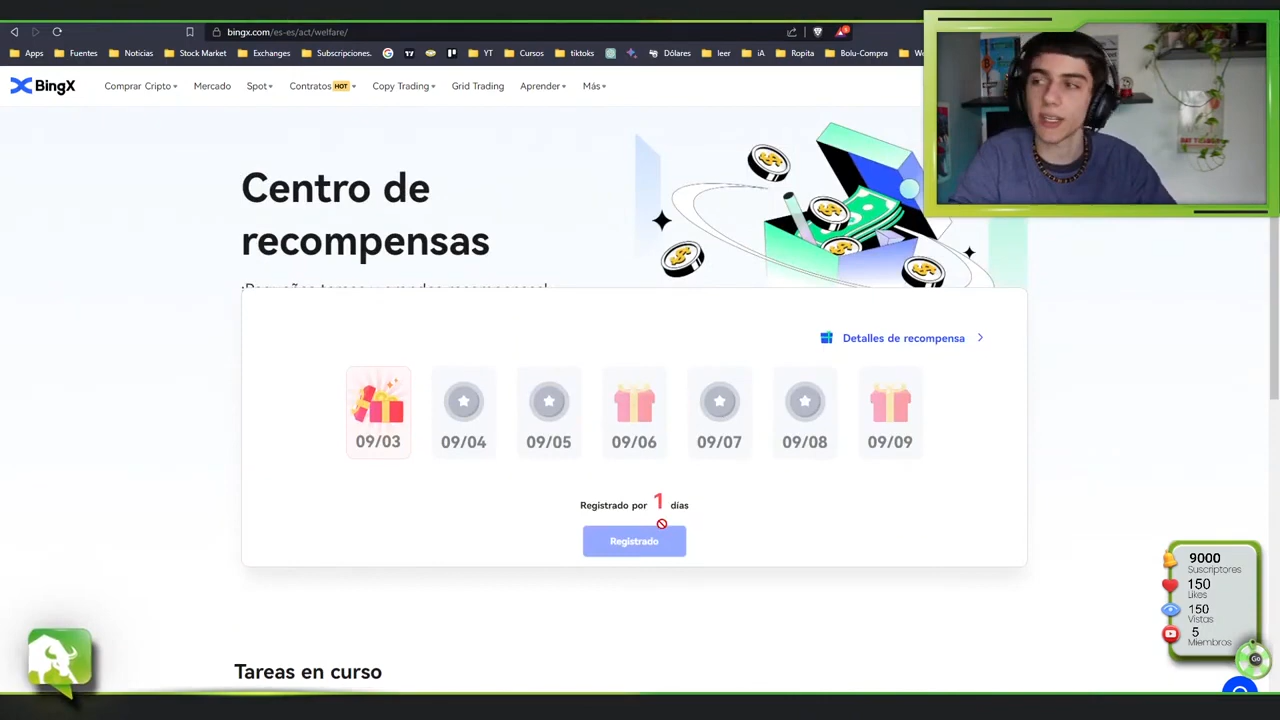 bingx.com/es-es/act/welfare/
Apps Fuentes Noticias Stock Market Exchanges Subscripciones. YT Cursos tiktoks Dólares leer iA Ropita Bolu-Compra
BingX Comprar Cripto Mercado Spot Contratos HOT Copy Trading Grid Trading Aprender Más
Centro de
recompensas
Detalles de recompensa
09/03 09/04 09/05 09/06 09/07 09/08 09/09
Registrado por 1 días
Registrado
Tareas en curso
9000
Suscriptores
150
Likes
150
Vistas
5
Miembros
Go